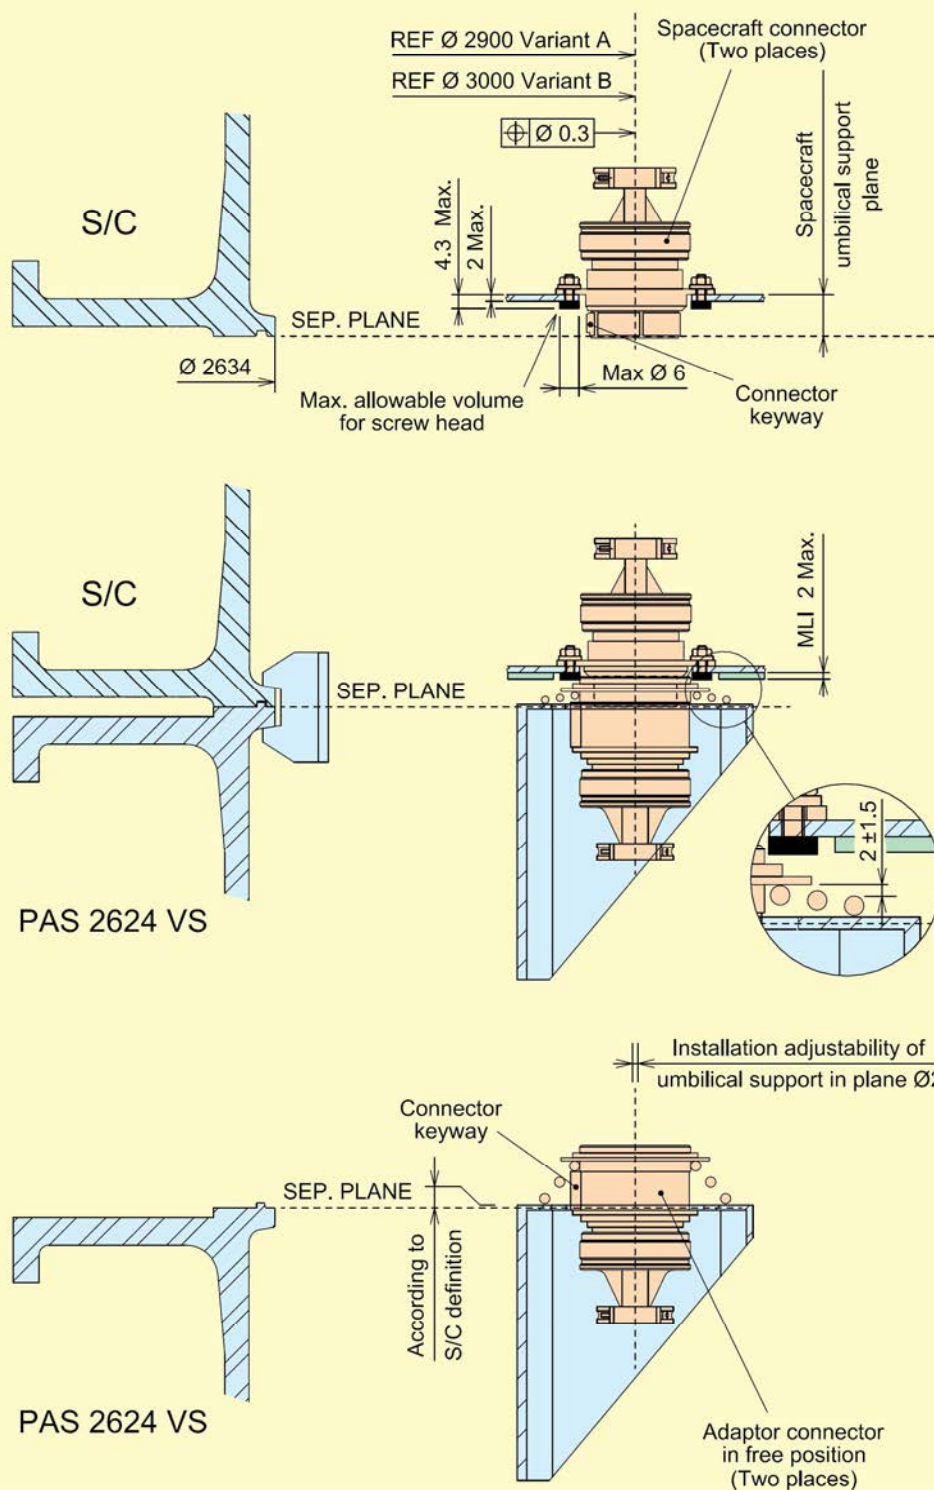 REF Ø 2900 Variant A
REF Ø 3000 Variant B
Ø 0.3
Spacecraft connector
(Two places)
S/C
4.3 Max.
2 Max.
Spacecraft
umbilical support
plane
SEP. PLANE
Ø 2634
Max Ø 6
Max. allowable volume
for screw head
Connector
keyway
S/C
MLI 2 Max.
SEP. PLANE
2 ±1.5
PAS 2624 VS
Installation adjustability of
umbilical support in plane Ø2
Connector
keyway
SEP. PLANE
According to
S/C definition
PAS 2624 VS
Adaptor connector
in free position
(Two places)